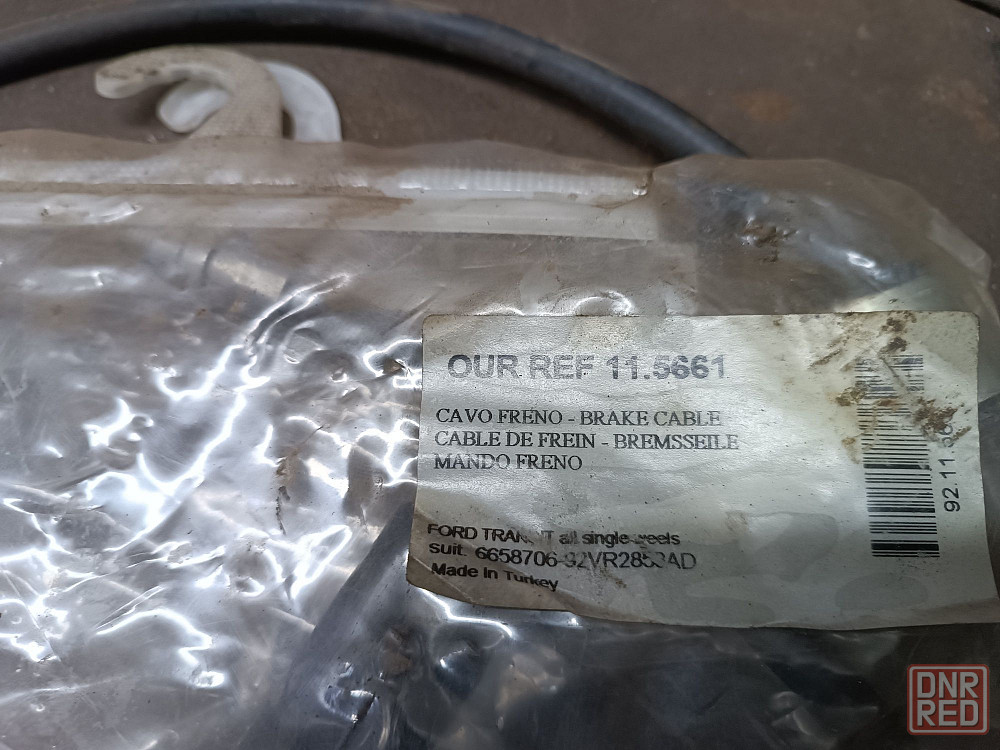 OUR REF 11.5661
CAVO FRENO - BRAKE CABLE
CABLE DE FREIN - BREMSSEILE
MANDO FRENO
FORD all single
suit. 6658706
Made In Turkey
92.11.56
DNR
RED